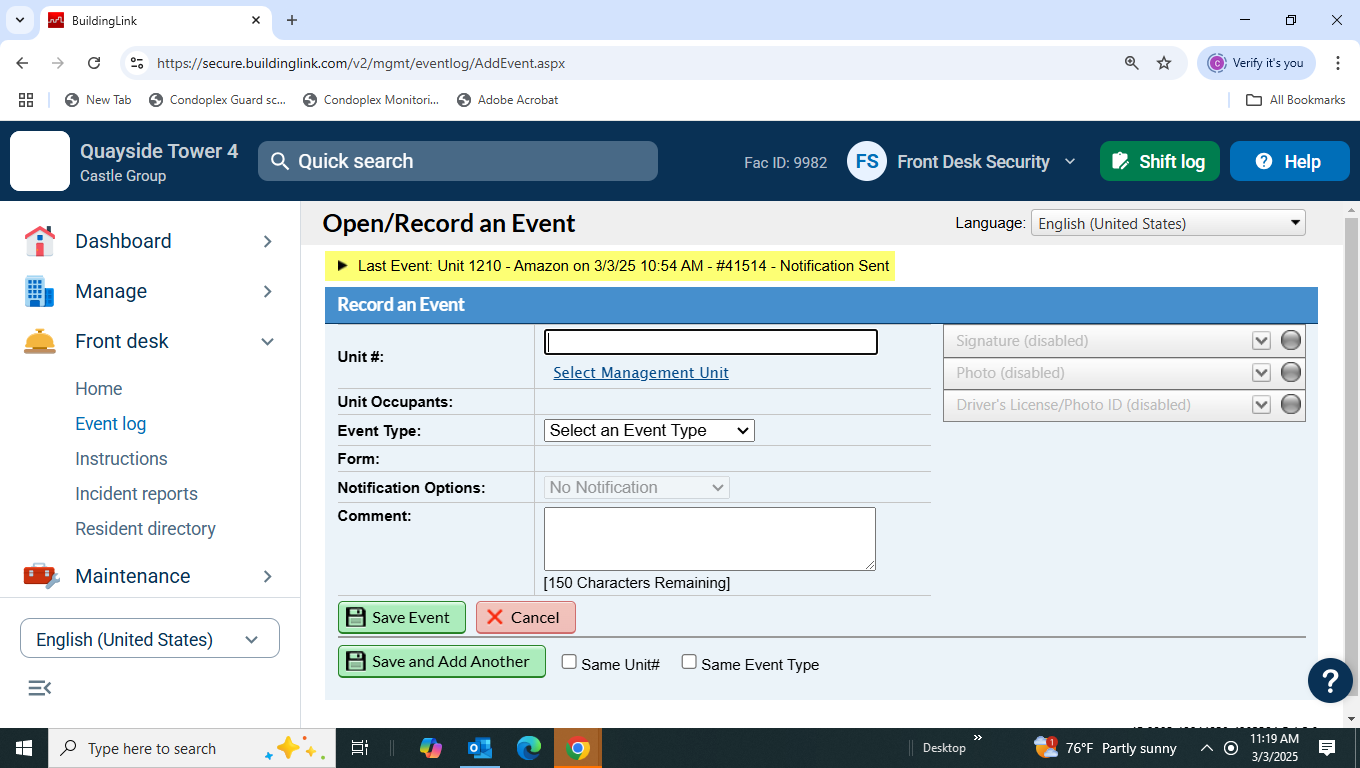 BuildingLink
https://secure.buildinglink.com/v2/mgmt/eventlog/AddEvent.aspx
C
Verify it's you
New Tab
Condoplex Guard sc...
Condoplex Monitori...
Adobe Acrobat
All Bookmarks
Quayside Tower 4
Castle Group
Quick search
Fac ID: 9982
FS
Front Desk Security
Shift log
Help
Dashboard
Manage
Front desk
Home
Event log
Instructions
Incident reports
Resident directory
Maintenance
English (United States)
Open/Record an Event
Language:
English (United States)
Last Event: Unit 1210 - Amazon on 3/3/25 10:54 AM - #41514 - Notification Sent
Record an Event
Unit #:
Select Management Unit
Unit Occupants:
Event Type:
Select an Event Type
Form:
Notification Options:
No Notification
Comment:
[150 Characters Remaining]
Signature (disabled)
Photo (disabled)
Driver's License/Photo ID (disabled)
Save Event
Cancel
Save and Add Another
Same Unit#
Same Event Type
?
Type here to search
Desktop
1
76°F Partly sunny
11:19 AM
3/3/2025